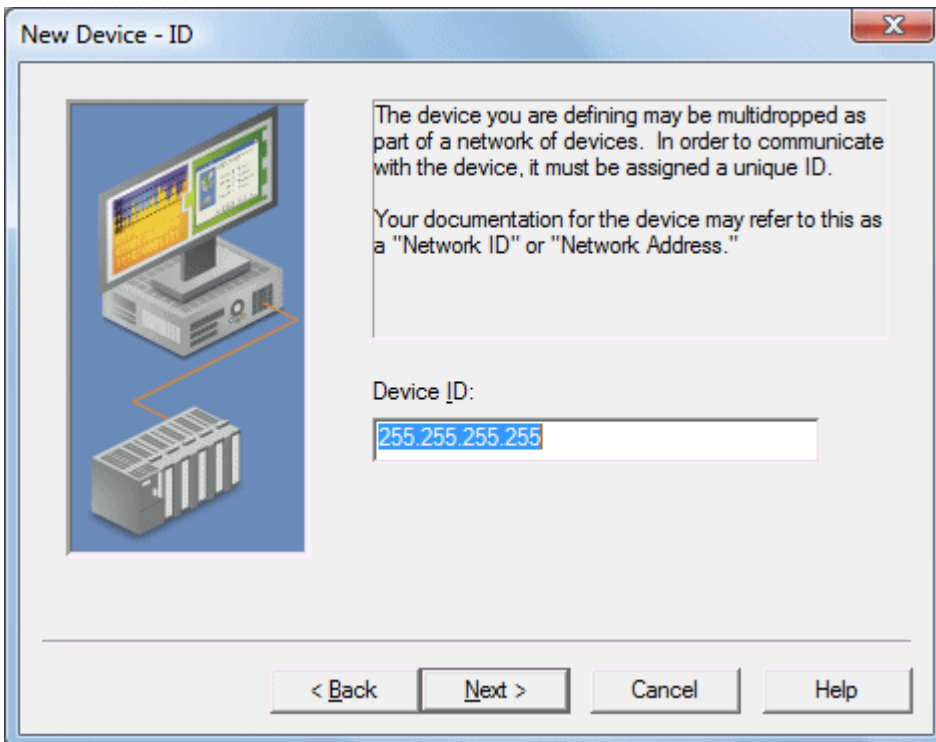 New Device - ID
The device you are defining may be multidropped as
part of a network of devices.  In order to communicate
with the device, it must be assigned a unique ID.
Your documentation for the device may refer to this as
a "Network ID" or "Network Address."
Device ID:
255.255.255.255
< Back
Next >
Cancel
Help